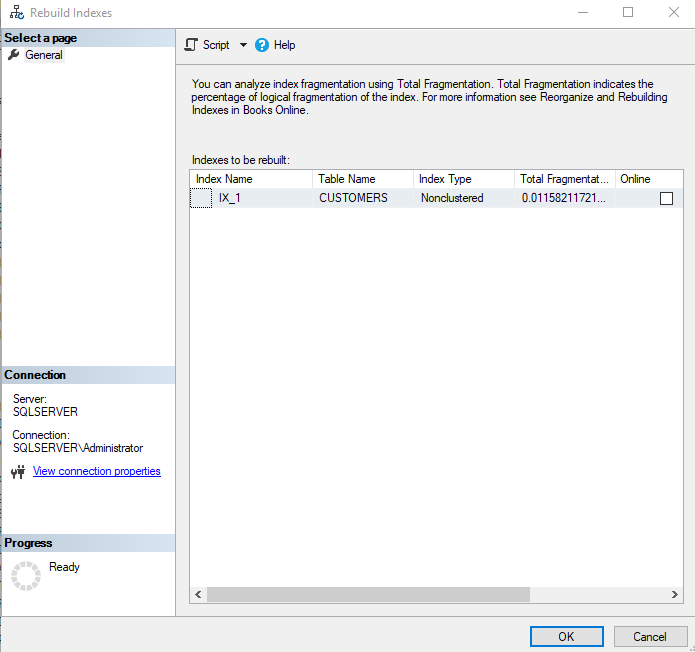 Rebuild Indexes
Select a page
General
Script
Help
You can analyze index fragmentation using Total Fragmentation. Total Fragmentation indicates the
percentage of logical fragmentation of the index. For more information see Reorganize and Rebuilding
Indexes in Books Online.
Indexes to be rebuilt:
Index Name Table Name Index Type Total Fragmentat... Online
IX_1 CUSTOMERS Nonclustered 0.01158211721...
Connection
Server:
SQLSERVER
Connection:
SQLSERVER\Administrator
View connection properties
Progress
Ready
OK Cancel